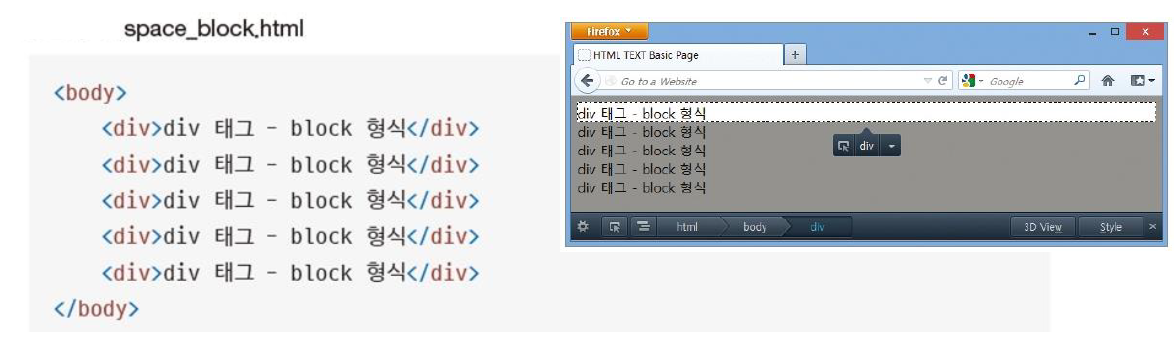 space_block.html
<body>
<div>div 태그 - block 형식</div>
<div>div 태그 - block 형식</div>
<div>div 태그 - block 형식</div>
<div>div 태그 - block 형식</div>
<div>div 태그 - block 형식</div>
</body>
Firefox
HTML TEXT Basic Page
Go to a Website
Google
div 태그 - block 형식
div 태그 - block 형식
div 태그 - block 형식
div 태그 - block 형식
div 태그 - block 형식
div
html body div 3D View Style